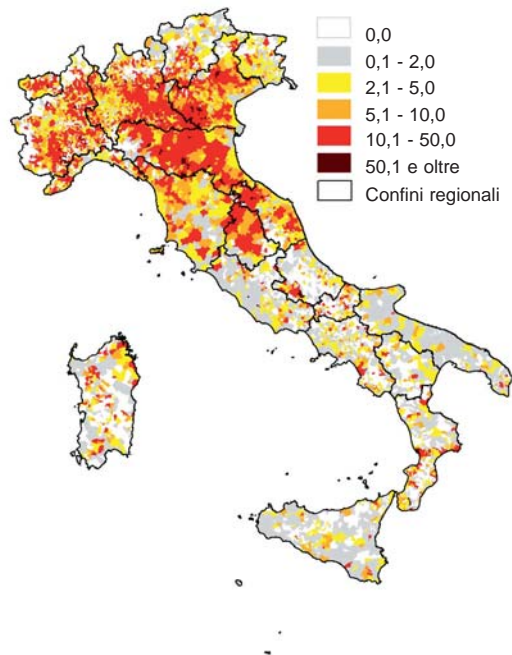 0,0
0,1 - 2,0
2,1 - 5,0
5,1 - 10,0
10,1 - 50,0
50,1 e oltre
Confini regionali